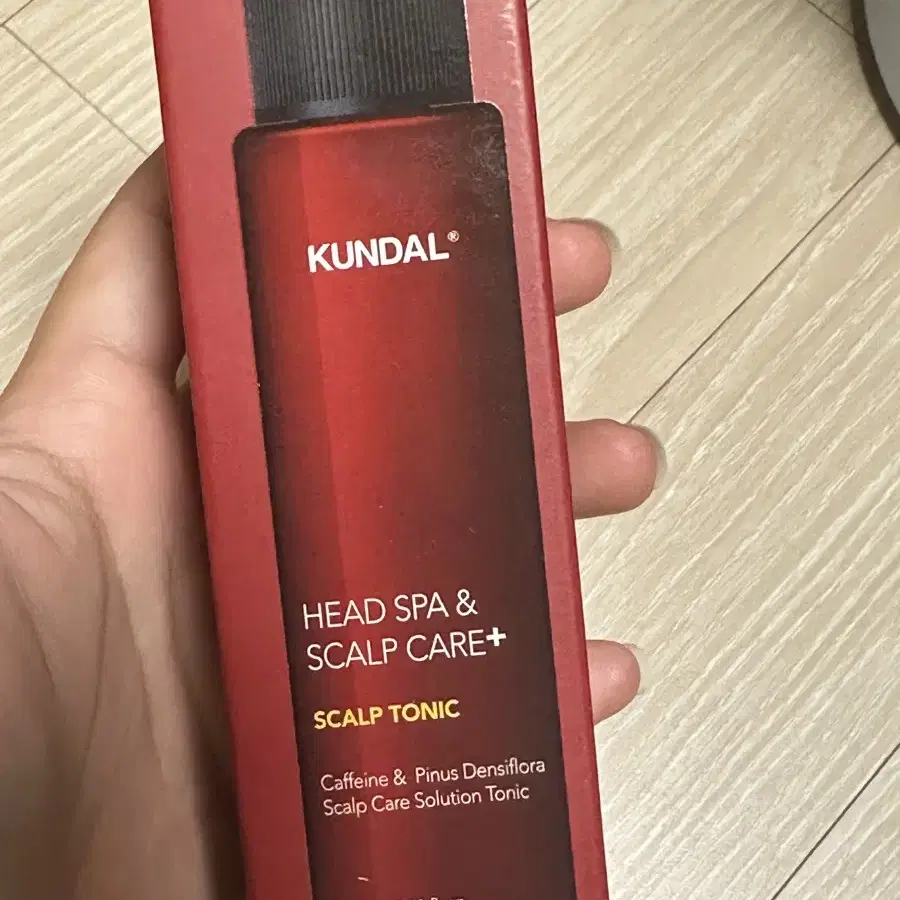 KUNDAL®
HEAD SPA &
SCALP CARE+
SCALP TONIC
Caffeine & Pinus Densiflora
Scalp Care Solution Tonic